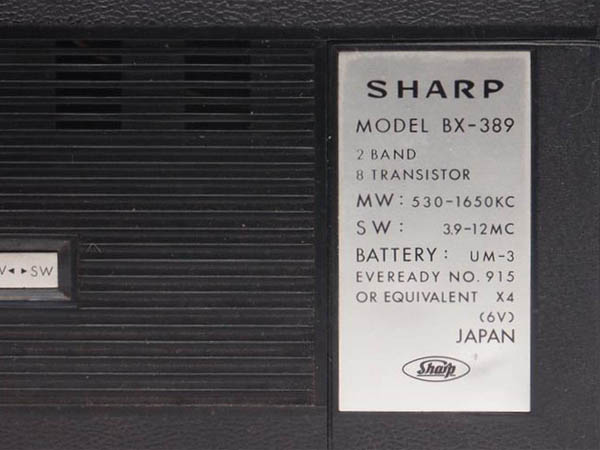 SHARP
MODEL BX-389
2 BAND
8 TRANSISTOR
MW: 530-1650KC
SW: 3.9-12MC
BATTERY: UM-3
EVEREADY NO. 915
OR EQUIVALENT X4
(6V)
JAPAN
Sharp
◂ ▸ SW